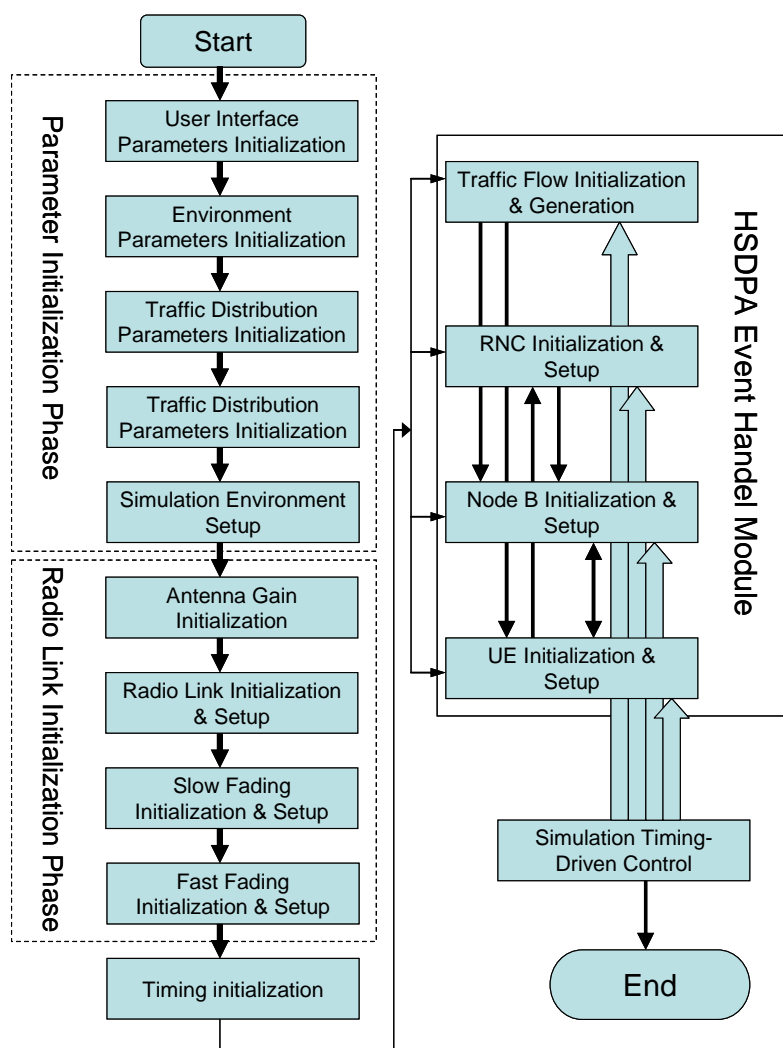 Start
Parameter Initialization Phase
User Interface
Parameters Initialization
Environment
Parameters Initialization
Traffic Distribution
Parameters Initialization
Traffic Distribution
Parameters Initialization
Simulation Environment
Setup
Radio Link Initialization Phase
Antenna Gain
Initialization
Radio Link Initialization
& Setup
Slow Fading
Initialization & Setup
Fast Fading
Initialization & Setup
Timing initialization
HSDPA Event Handel Module
Traffic Flow Initialization
& Generation
RNC Initialization &
Setup
Node B Initialization &
Setup
UE Initialization &
Setup
Simulation Timing-
Driven Control
End